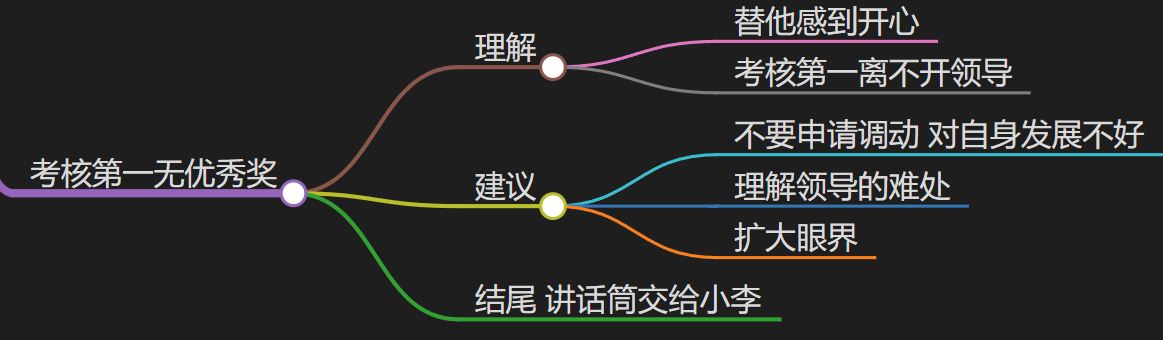 考核第一无优秀奖
理解
替他感到开心
考核第一离不开领导
建议
不要申请调动 对自身发展不好
理解领导的难处
扩大眼界
结尾 讲话筒交给小李